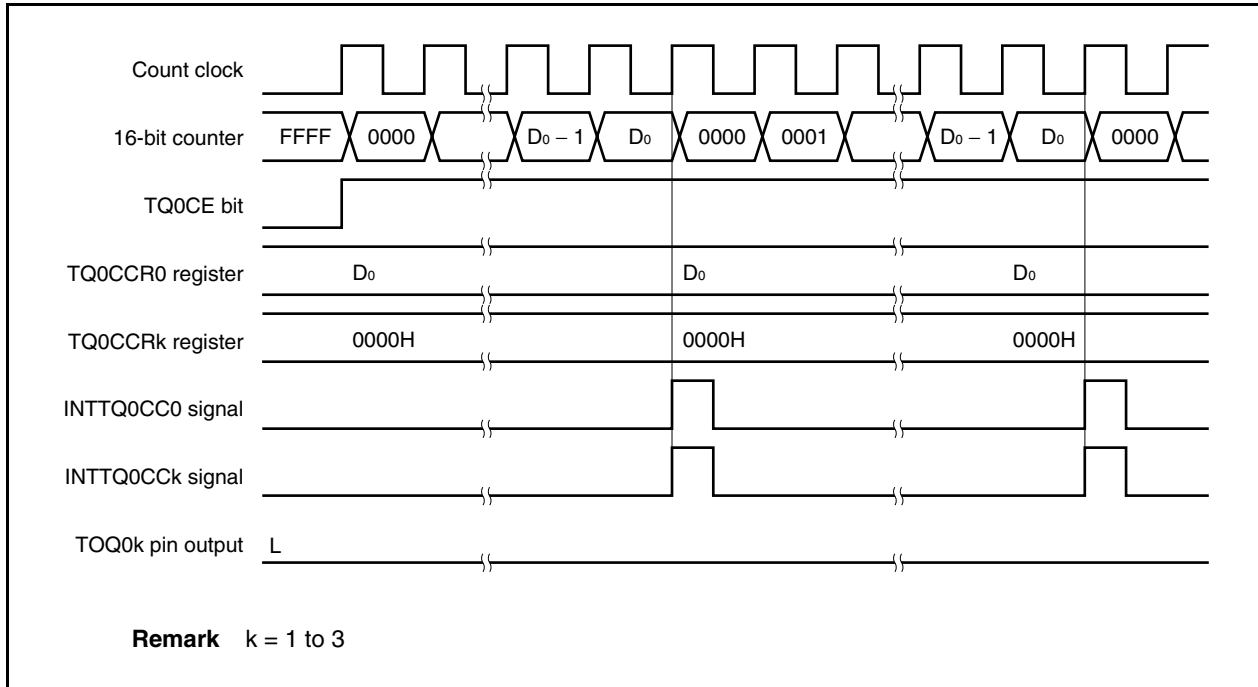 Count clock
16-bit counter FFFF 0000 D0 − 1 D0 0000 0001 D0 − 1 D0 0000
TQ0CE bit
TQ0CCR0 register D0 D0 D0
TQ0CCRk register 0000H 0000H 0000H
INTTQ0CC0 signal
INTTQ0CCk signal
TOQ0k pin output L
Remark k = 1 to 3